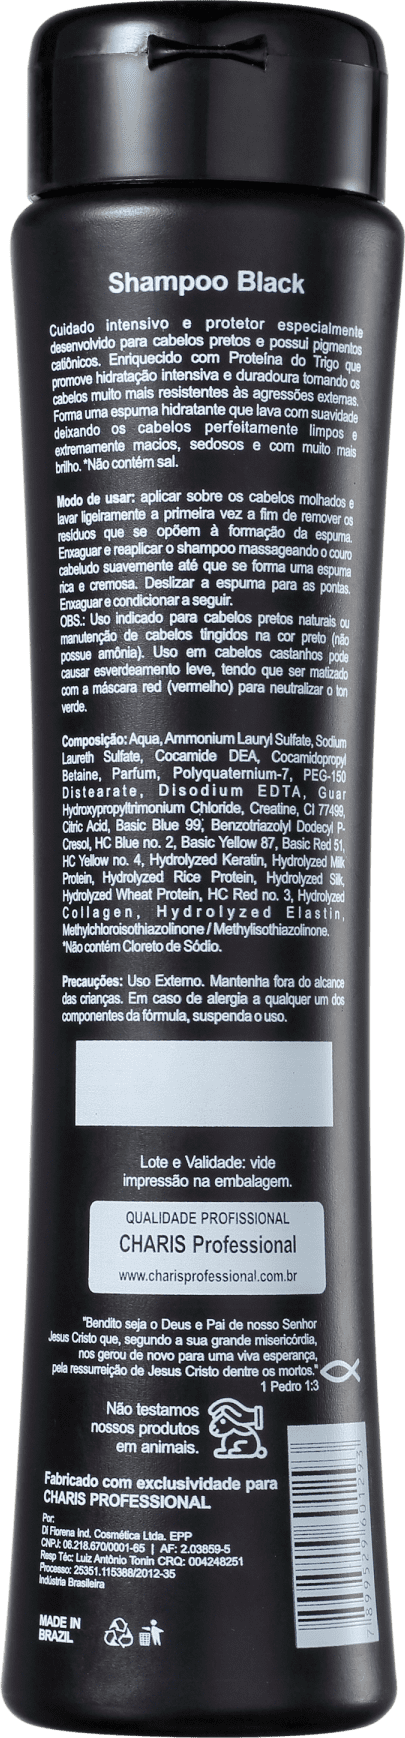 Shampoo Black
Cuidado intensivo e protetor especialmente
desenvolvido para cabelos pretos e possui pigmentos
catiônicos. Enriquecido com Proteína do Trigo que
promove hidratação intensiva e duradoura tornando os
cabelos muito mais resistentes às agressões externas.
Forma uma espuma hidratante que lava com suavidade
deixando os cabelos perfeitamente limpos e
extremamente macios, sedosos e com muito mais
brilho. *Não contém sal.
Modo de usar: aplicar sobre os cabelos molhados e
lavar ligeiramente a primeira vez a fim de remover os
resíduos que se opõem à formação da espuma.
Enxaguar e reaplicar o shampoo massageando o couro
cabeludo suavemente até que se forma uma espuma
rica e cremosa. Deslizar a espuma para as pontas.
Enxaguar e condicionar a seguir.
OBS.: Uso indicado para cabelos pretos naturais ou
manutenção de cabelos tingidos na cor preto (não
possue amônia). Uso em cabelos castanhos pode
causar esverdeamento leve, tendo que ser matizado
com a máscara red (vermelho) para neutralizar o ton
verde.
Composição: Aqua, Ammonium Lauryl Sulfate, Sodium
Laureth Sulfate, Cocamide DEA, Cocamidopropyl
Betaine, Parfum, Polyquaternium-7, PEG-150
Distearate, Disodium EDTA, Guar
Hydroxypropyltrimonium Chloride, Creatine, CI 77499,
Citric Acid, Basic Blue 99, Benzotriazolyl Dodecyl P-
Cresol, HC Blue no. 2, Basic Yellow 87, Basic Red 51,
HC Yellow no. 4, Hydrolyzed Keratin, Hydrolyzed Milk
Protein, Hydrolyzed Rice Protein, Hydrolyzed Silk,
Hydrolyzed Wheat Protein, HC Red no. 3, Hydrolyzed
Collagen, Hydrolyzed Elastin,
Methylchloroisothiazolinone / Methylisothiazolinone.
*Não contém Cloreto de Sódio.
Precauções: Uso Externo. Mantenha fora do alcance
das crianças. Em caso de alergia a qualquer um dos
componentes da fórmula, suspenda o uso.
Lote e Validade: vide
impressão na embalagem.
QUALIDADE PROFISSIONAL
CHARIS Professional
www.charisprofessional.com.br
"Bendito seja o Deus e Pai de nosso Senhor
Jesus Cristo que, segundo a sua grande misericórdia,
nos gerou de novo para uma viva esperança,
pela ressurreição de Jesus Cristo dentre os mortos."
1 Pedro 1:3
Não testamos
nossos produtos
em animais.
Fabricado com exclusividade para
CHARIS PROFESSIONAL
Por:
DI Fiorena Ind. Cosmética Ltda. EPP
CNPJ: 06.218.670/0001-65 | AF: 2.03859-5
Resp Téc: Luiz Antônio Tonin CRQ: 004248251
Processo: 25351.115388/2012-35
Indústria Brasileira
MADE IN
BRAZIL
7899529601293